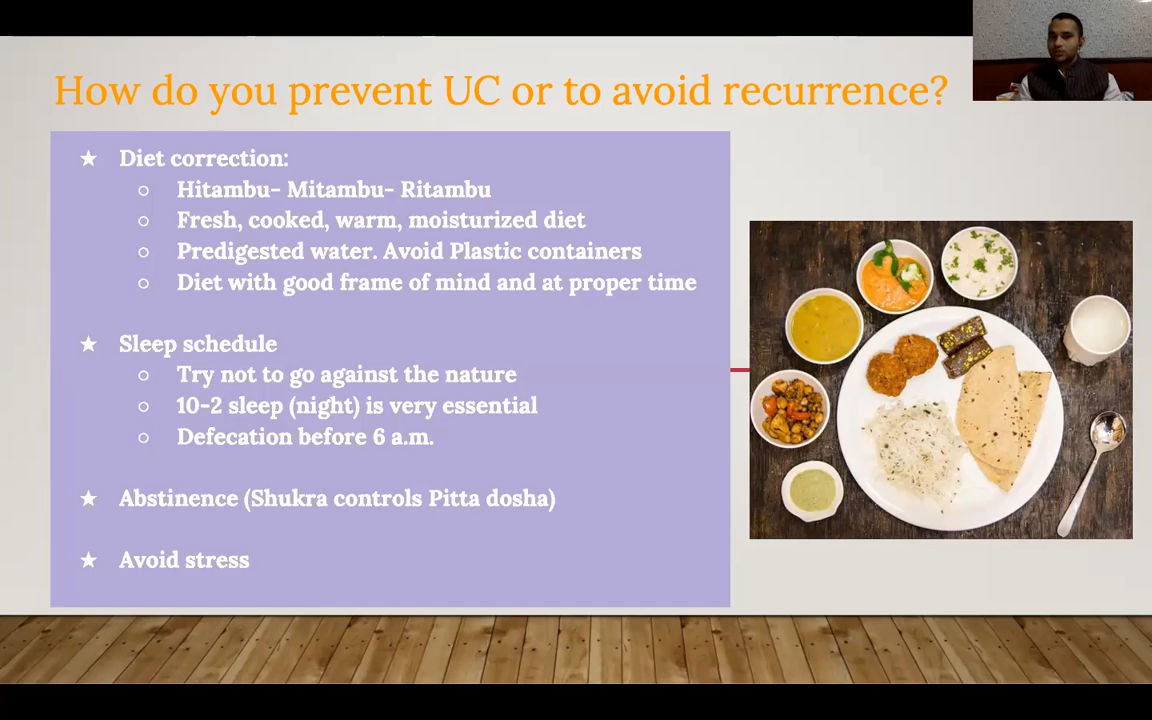 How do you prevent UC or to avoid recurrence?
★ Diet correction:
○ Hitambu- Mitambu- Ritambu
○ Fresh, cooked, warm, moisturized diet
○ Predigested water. Avoid Plastic containers
○ Diet with good frame of mind and at proper time
★ Sleep schedule
○ Try not to go against the nature
○ 10-2 sleep (night) is very essential
○ Defecation before 6 a.m.
★ Abstinence (Shukra controls Pitta dosha)
★ Avoid stress